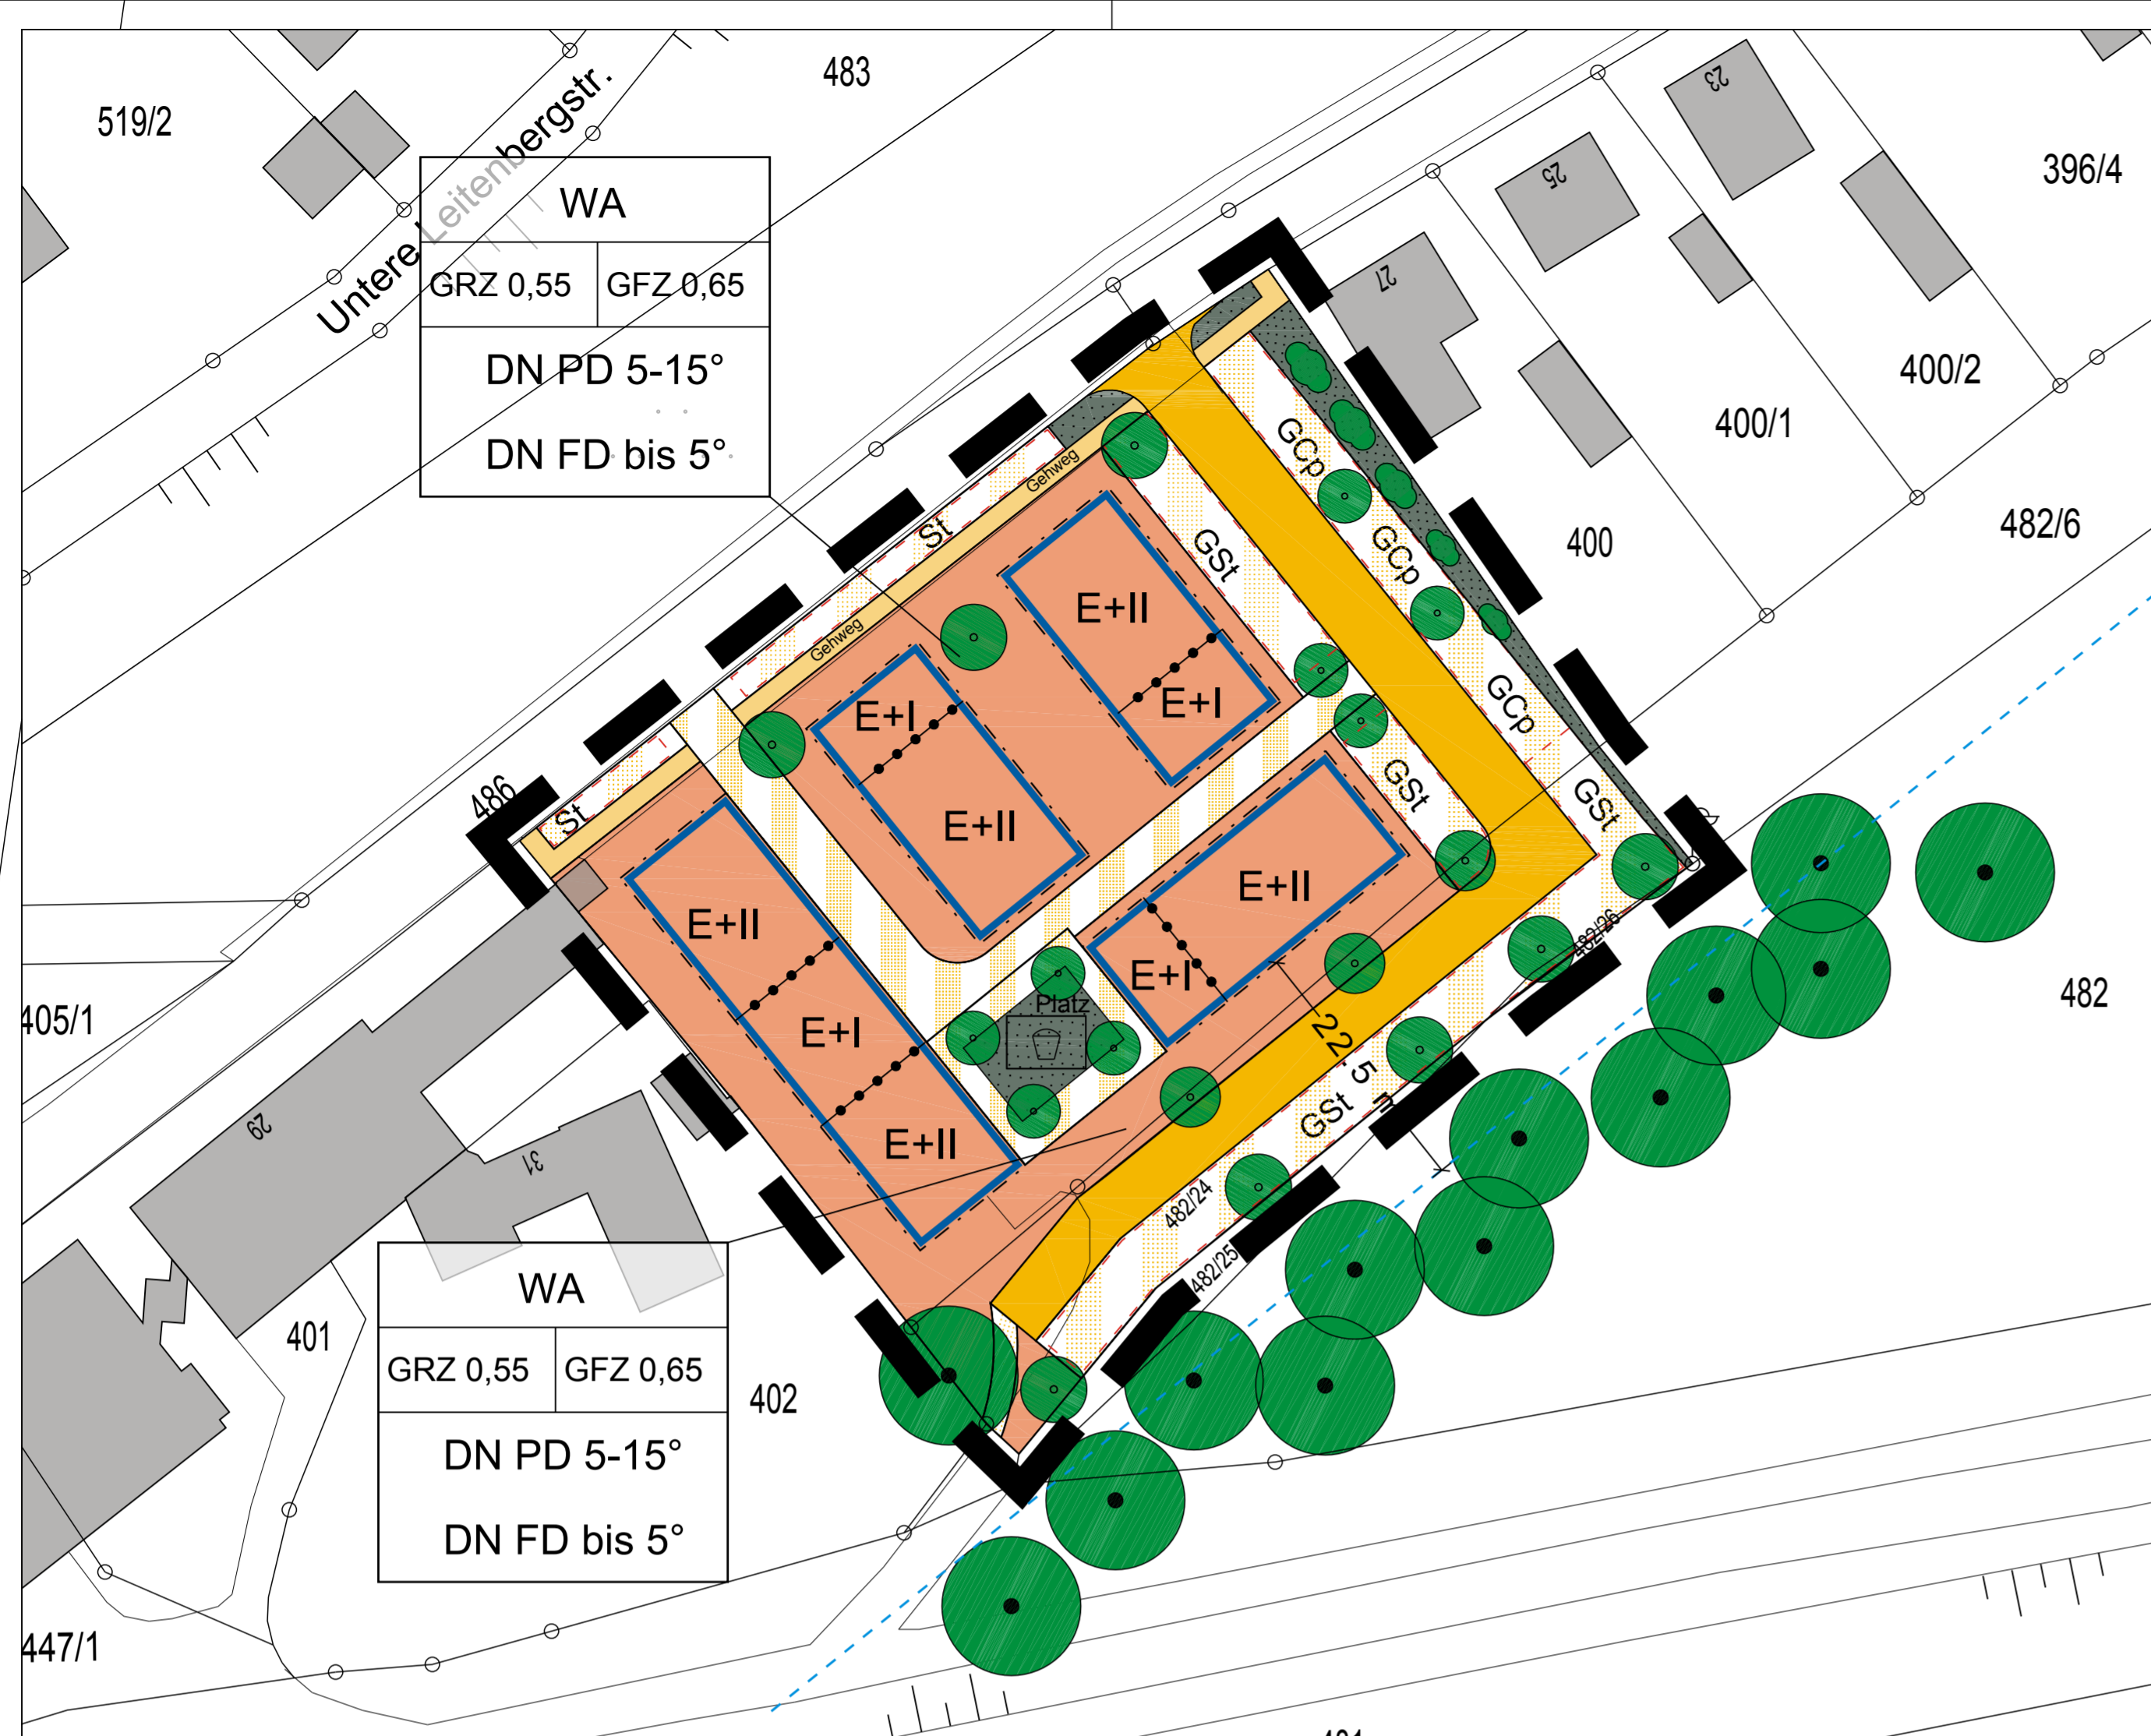 483
519/2
23
Untere Leitenbergstr.
25
396/4
WA
27
GRZ 0,55 GFZ 0,65
DN PD 5-15°
400/2
400/1
DN FD bis 5°
GCp
Gehweg
482/6
St
GSt
GCp
400
E+II
Gehweg
E+I
E+I
GCp
486
St
E+II
GSt
GSt
E+II
E+II
482/26
E+I
Platz
482
405/1
E+I
22.5 m
29
GSt
E+II
31
482/24
482/25
WA
401
GRZ 0,55 GFZ 0,65
402
DN PD 5-15°
DN FD bis 5°
447/1